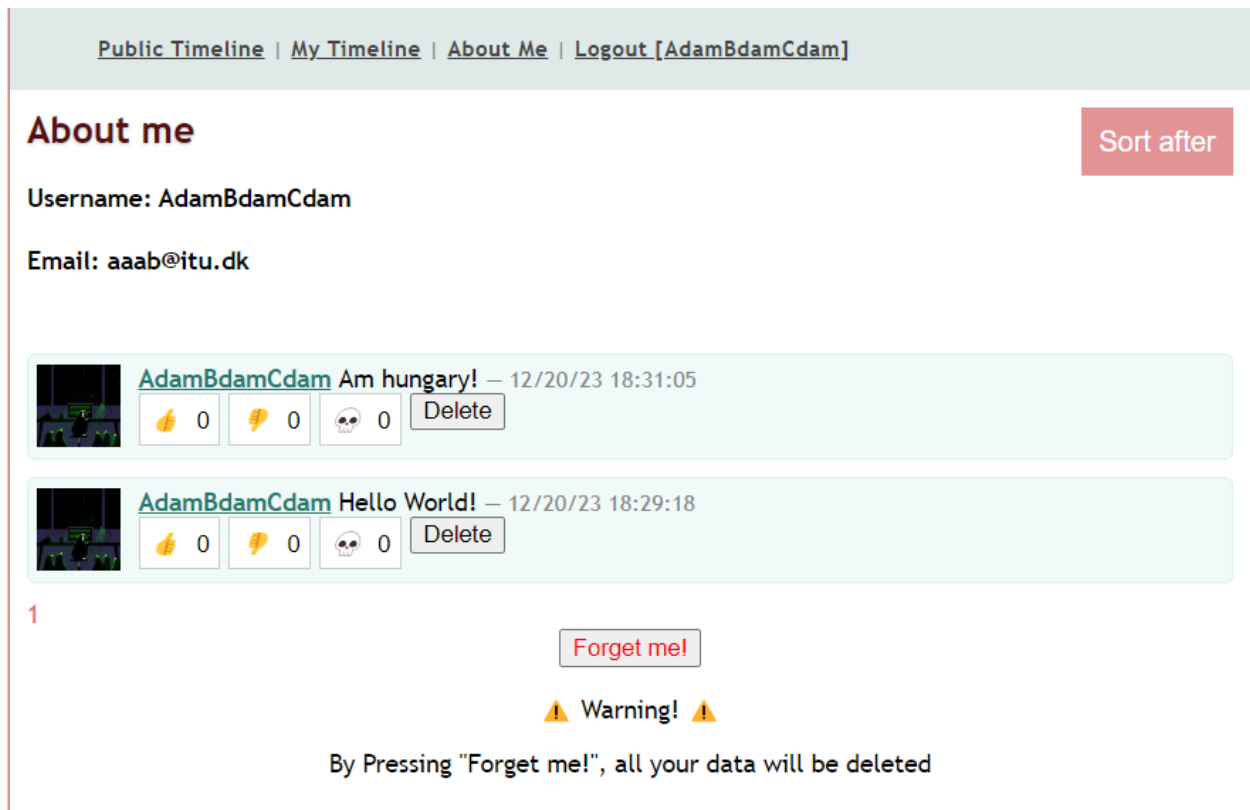 Public Timeline | My Timeline | About Me | Logout [AdamBdamCdam]
About me
Sort after
Username: AdamBdamCdam
Email: aaab@itu.dk
AdamBdamCdam Am hungary! — 12/20/23 18:31:05
👍 0 👎 0 💀 0 Delete
AdamBdamCdam Hello World! — 12/20/23 18:29:18
👍 0 👎 0 💀 0 Delete
1
Forget me!
⚠ Warning! ⚠
By Pressing "Forget me!", all your data will be deleted